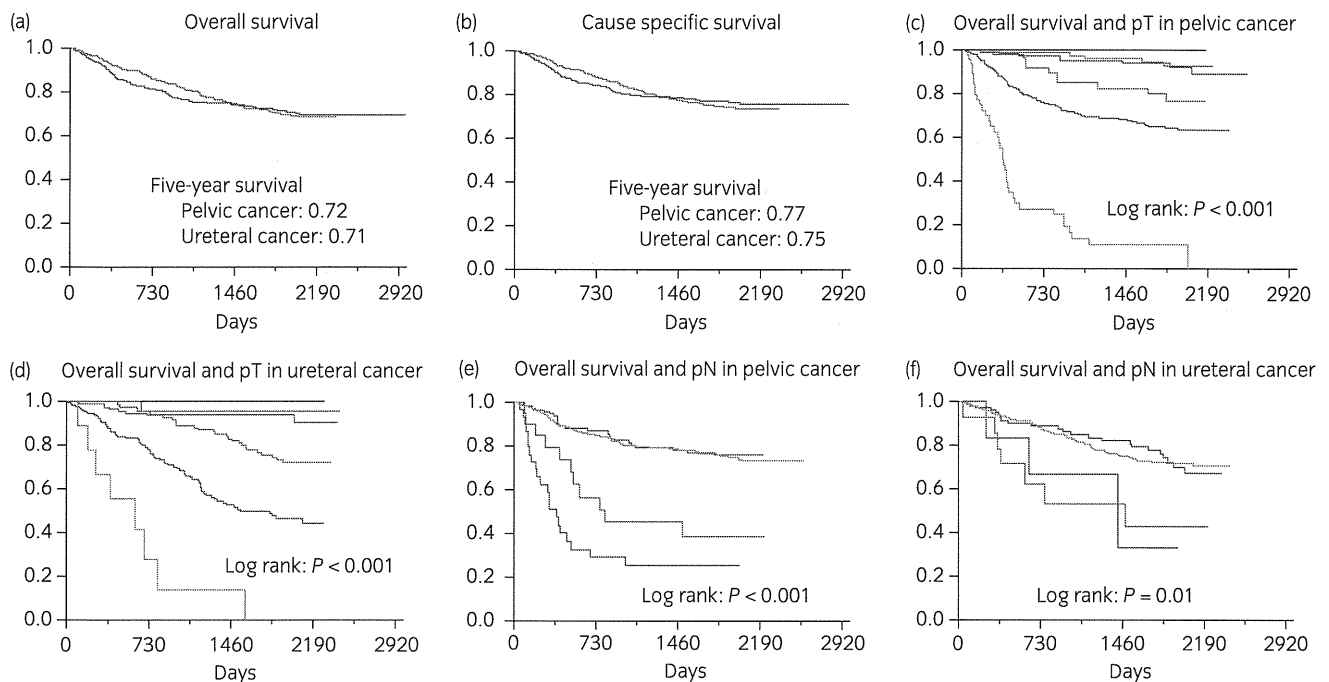 (a) Overall survival
1.0
0.8
0.6
0.4
0.2
0.0
Five-year survival
Pelvic cancer: 0.72
Ureteral cancer: 0.71
0 730 1460 2190 2920
Days
(b) Cause specific survival
1.0
0.8
0.6
0.4
0.2
0.0
Five-year survival
Pelvic cancer: 0.77
Ureteral cancer: 0.75
0 730 1460 2190 2920
Days
(c) Overall survival and pT in pelvic cancer
1.0
0.8
0.6
0.4
0.2
0.0
Log rank: P < 0.001
0 730 1460 2190 2920
Days
(d) Overall survival and pT in ureteral cancer
1.0
0.8
0.6
0.4
0.2
0.0
Log rank: P < 0.001
0 730 1460 2190 2920
Days
(e) Overall survival and pN in pelvic cancer
1.0
0.8
0.6
0.4
0.2
0.0
Log rank: P < 0.001
0 730 1460 2190 2920
Days
(f) Overall survival and pN in ureteral cancer
1.0
0.8
0.6
0.4
0.2
0.0
Log rank: P = 0.01
0 730 1460 2190 2920
Days